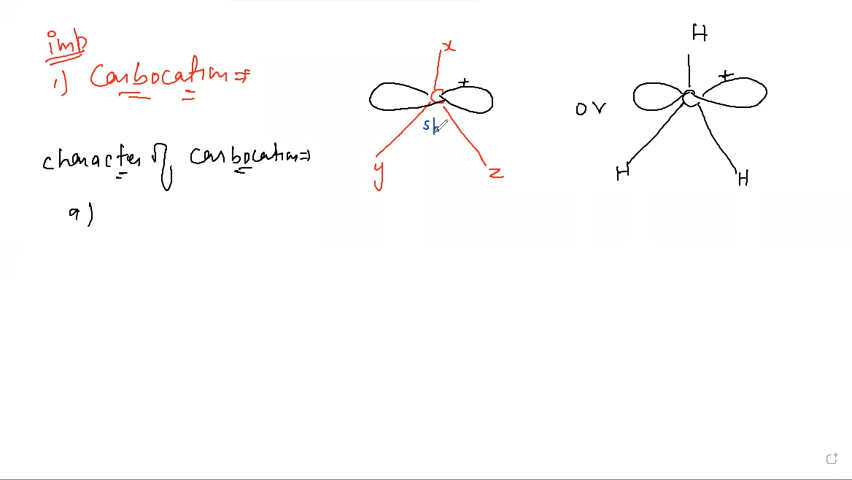 imp
1) Carbocation ⇒
x
+
C
sp
y
z
or
H
+
C
H
H
character of carbocation ⇒
a)